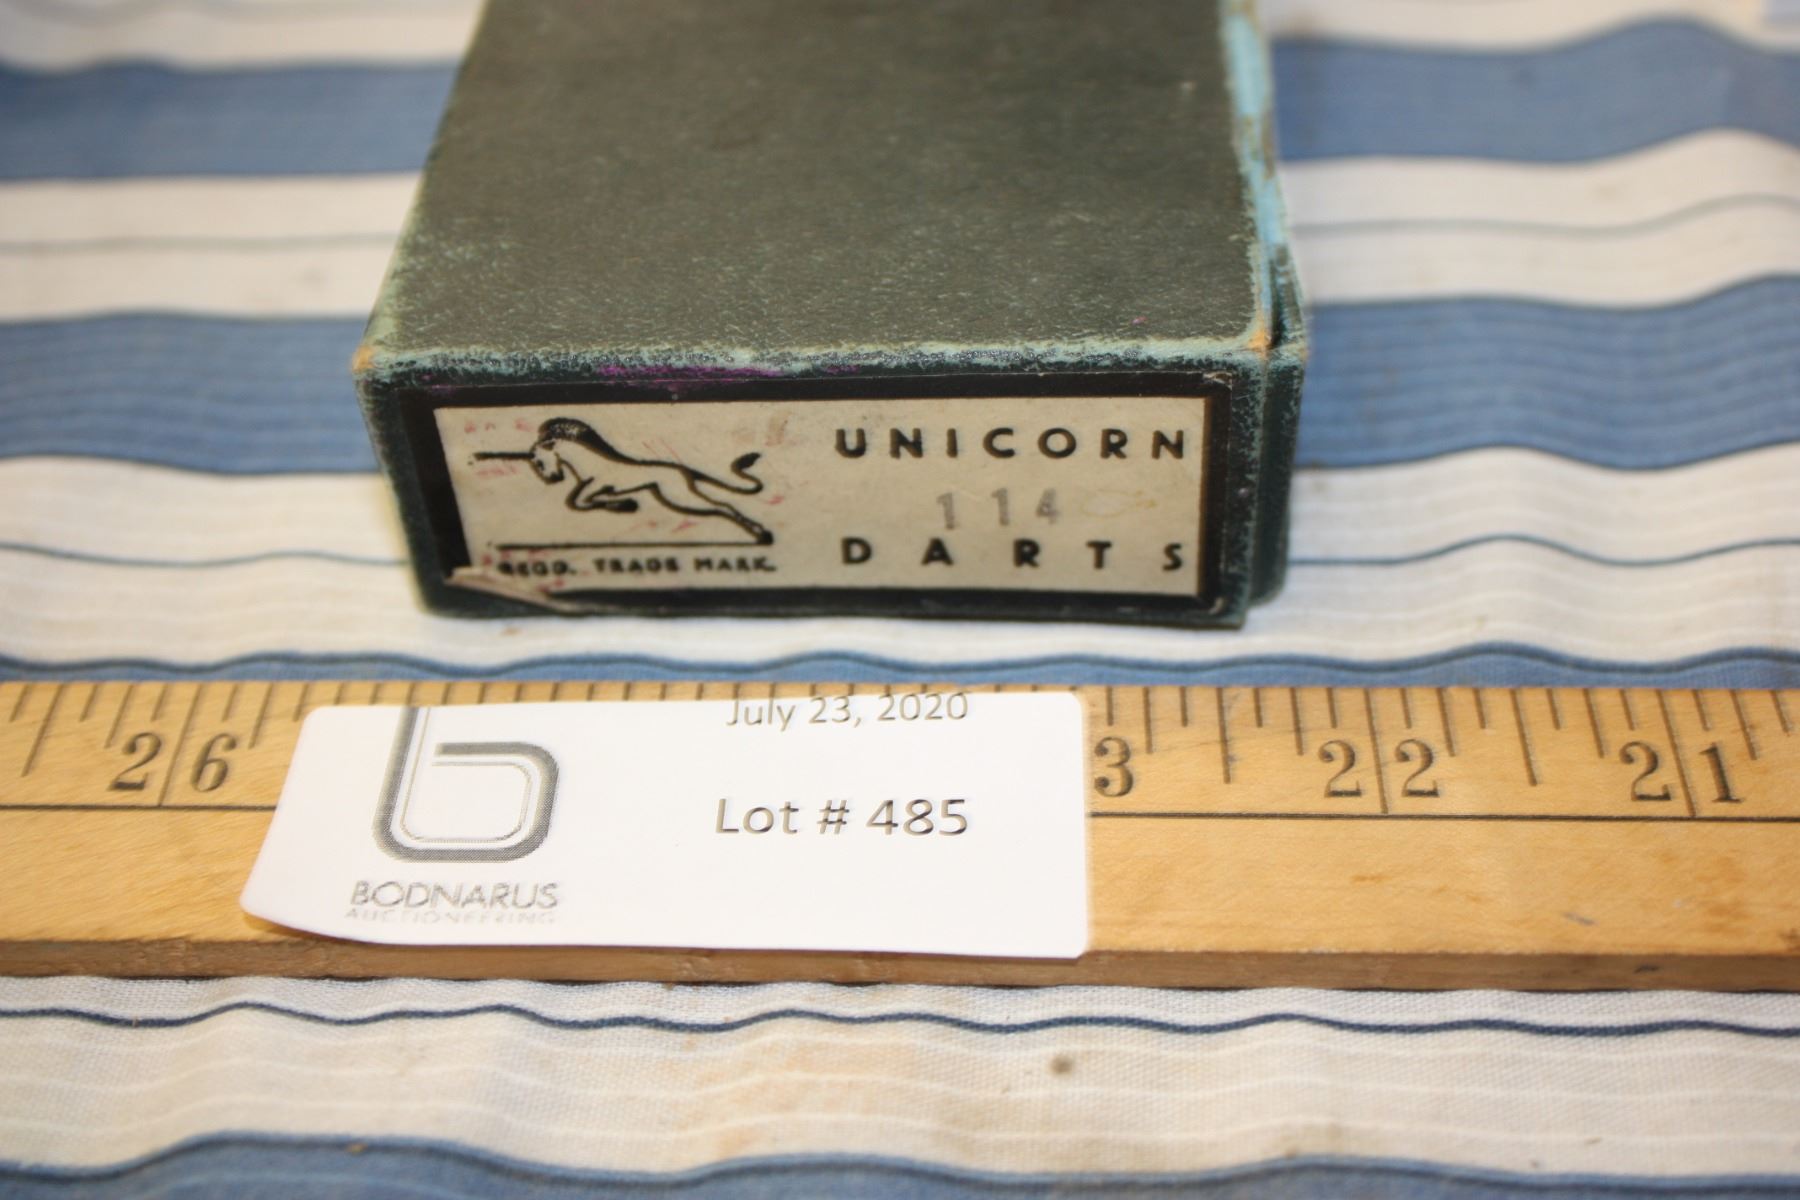 UNICORN
114
DARTS
REGD. TRADE MARK.
26 3 22 21
July 23, 2020
Lot # 485
BODNARUS
AUCTIONEERING